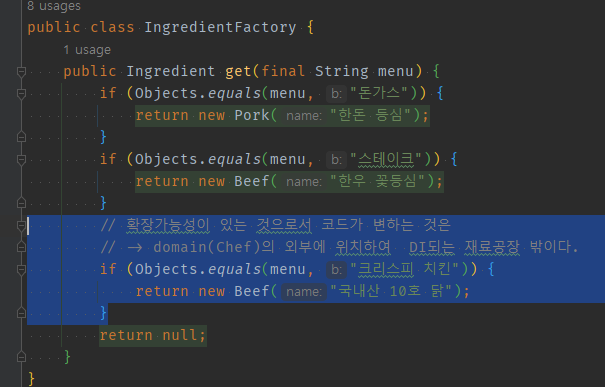 8 usages
public class IngredientFactory {
1 usage
public Ingredient get(final String menu) {
if (Objects.equals(menu, b: "돈가스")) {
return new Pork( name: "한돈 등심");
}
if (Objects.equals(menu, b: "스테이크")) {
return new Beef( name: "한우 꽃등심");
}
// 확장가능성이 있는 것으로서 코드가 변하는 것은
// -> domain(Chef)의 외부에 위치하여 DI되는 재료공장 밖이다.
if (Objects.equals(menu, b: "크리스피 치킨")) {
return new Beef( name: "국내산 10호 닭");
}
return null;
}
}